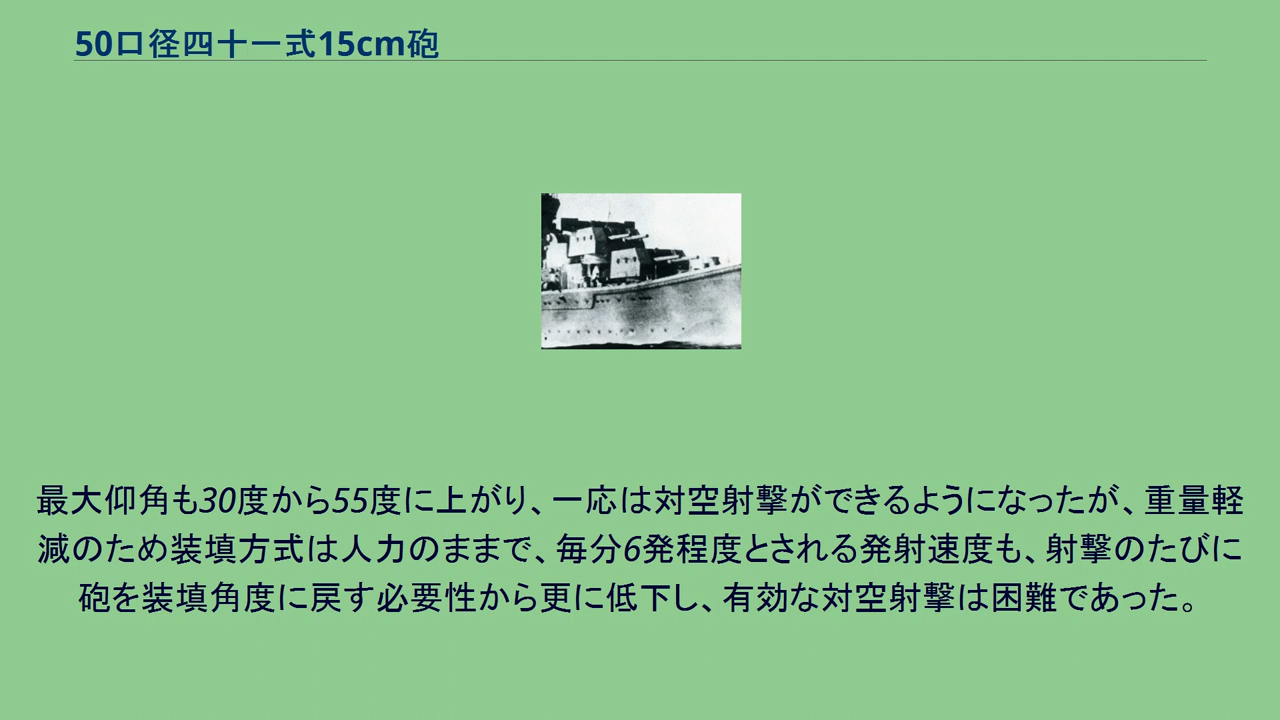 50口径四十一式15cm砲
最大仰角も30度から55度に上がり、一応は対空射撃ができるようになったが、重量軽
減のため装填方式は人力のままで、毎分6発程度とされる発射速度も、射撃のたびに
砲を装填角度に戻す必要性から更に低下し、有効な対空射撃は困難であった。